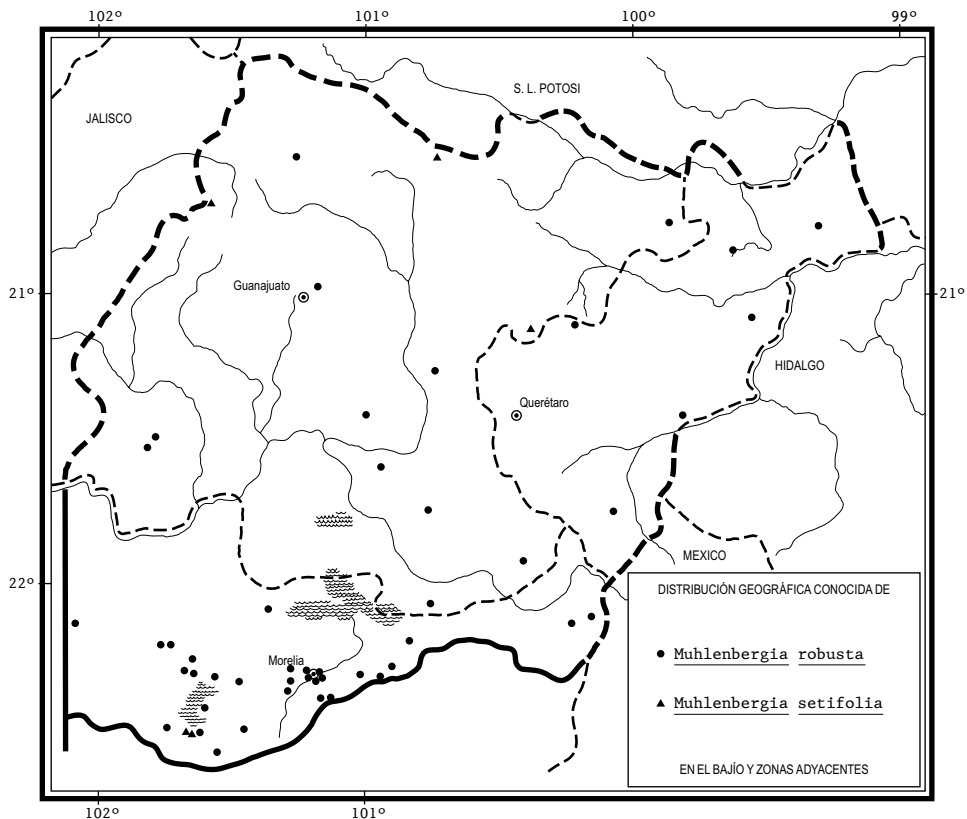 102º 101º 100º 99º
S. L. POTOSI
JALISCO
Guanajuato
21º 21º
HIDALGO
Querétaro
MEXICO
22º
DISTRIBUCIÓN GEOGRÁFICA CONOCIDA DE
Muhlenbergia robusta
Morelia
Muhlenbergia setifolia
EN EL BAJÍO Y ZONAS ADYACENTES
102º 101º